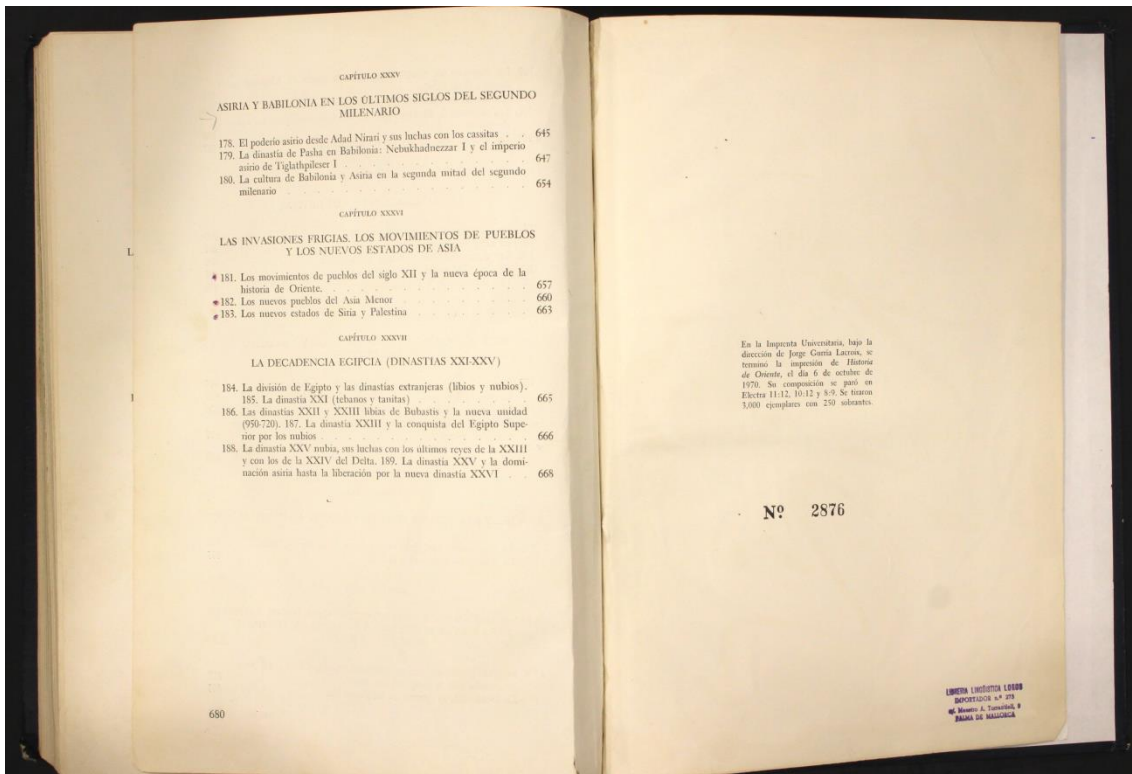 CAPÍTULO XXXV
ASIRIA Y BABILONIA EN LOS ÚLTIMOS SIGLOS DEL SEGUNDO
MILENARIO
178. El poderío asirio desde Adad Nirari y sus luchas con los cassitas . . 645
179. La dinastía de Pasha en Babilonia: Nebukhadnezzar I y el imperio
asirio de Tiglathpileser I . . . . . . . . . . . . 647
180. La cultura de Babilonia y Asiria en la segunda mitad del segundo
milenario . . . . . . . . . . . . . . . . 654
CAPÍTULO XXXVI
LAS INVASIONES FRIGIAS. LOS MOVIMIENTOS DE PUEBLOS
Y LOS NUEVOS ESTADOS DE ASIA
181. Los movimientos de pueblos del siglo XII y la nueva época de la
historia de Oriente. . . . . . . . . . . . . . 657
182. Los nuevos pueblos del Asia Menor . . . . . . . . . 660
183. Los nuevos estados de Siria y Palestina . . . . . . . . 663
CAPÍTULO XXXVII
LA DECADENCIA EGIPCIA (DINASTIAS XXI-XXV)
184. La división de Egipto y las dinastías extranjeras (libios y nubios).
185. La dinastía XXI (tebanos y tanitas) . . . . . . . . 665
186. Las dinastías XXII y XXIII libias de Bubastis y la nueva unidad
(950-720). 187. La dinastía XXIII y la conquista del Egipto Supe-
rior por los nubios . . . . . . . . . . . . . . 666
188. La dinastía XXV nubia, sus luchas con los últimos reyes de la XXIII
y con los de la XXIV del Delta. 189. La dinastía XXV y la domi-
nación asiria hasta la liberación por la nueva dinastía XXVI . . 668
680
L
En la Imprenta Universitaria, bajo la
dirección de Jorge Garría Lacroix, se
terminó la impresión de Historia
de Oriente, el día 6 de octubre de
1970. Su composición se paró en
Electra 11:12, 10:12 y 8:9. Se tiraron
3,000 ejemplares con 250 sobrantes.
Nº 2876
LIBRERIA LINGÜISTICA LOGOS
IMPORTADOR n.º
PALMA DE MALLORCA